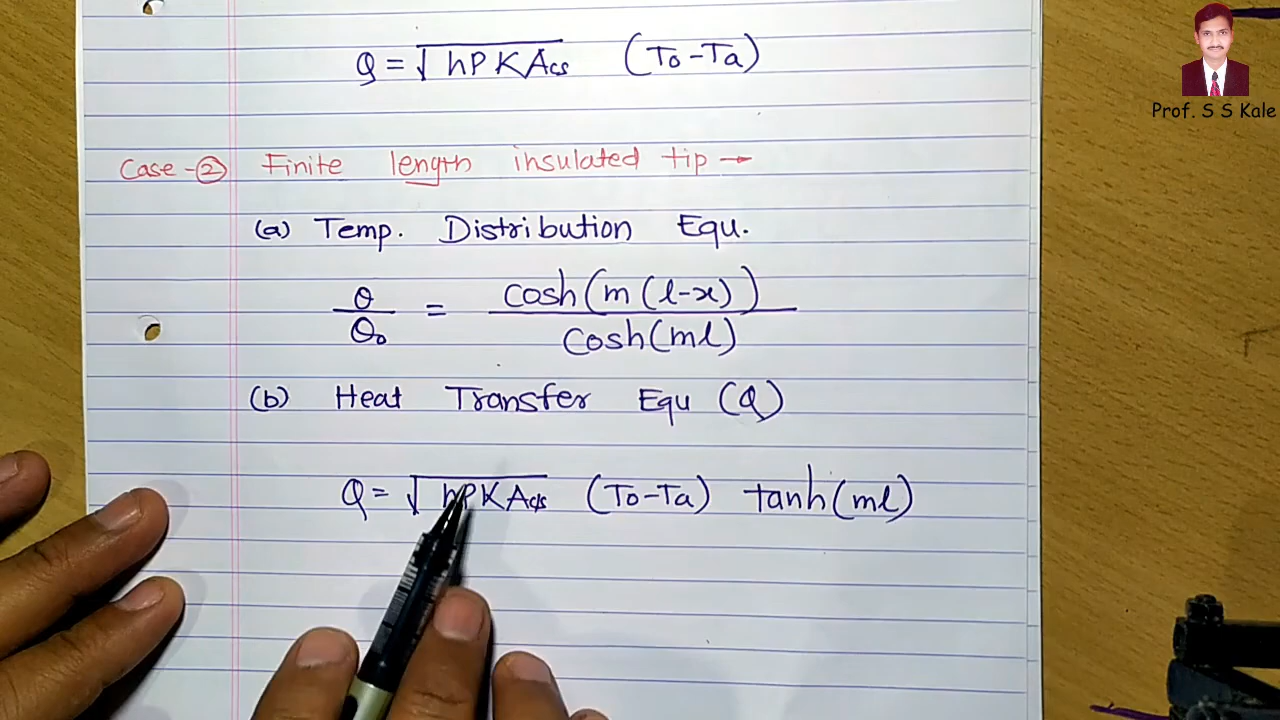 Q = √hPKAcs (To-Ta)
Prof. S S Kale
Case-② Finite length insulated tip →
(a) Temp. Distribution Equ.
θ/θo = cosh(m(l-x))/cosh(ml)
(b) Heat Transfer Equ (Q)
Q = √hPKAcs (To-Ta) tanh(ml)